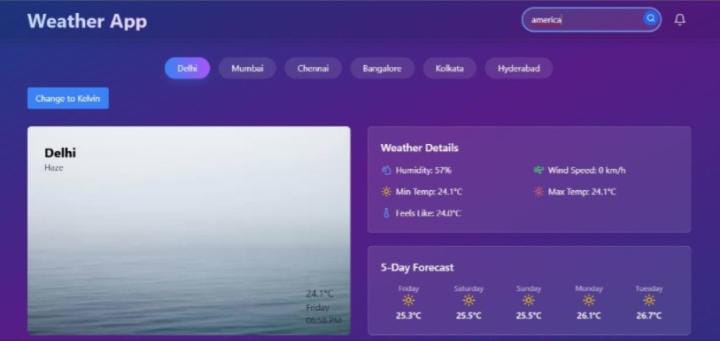 Weather App
america
Delhi Mumbai Chennai Bangalore Kolkata Hyderabad
Change to Kelvin
Delhi
Haze
24.1°C
Friday
06:58 PM
Weather Details
Humidity: 57% Wind Speed: 0 km/h
Min Temp: 24.1°C Max Temp: 24.1°C
Feels Like: 24.0°C
5-Day Forecast
Friday Saturday Sunday Monday Tuesday
25.3°C 25.5°C 25.5°C 26.1°C 26.7°C